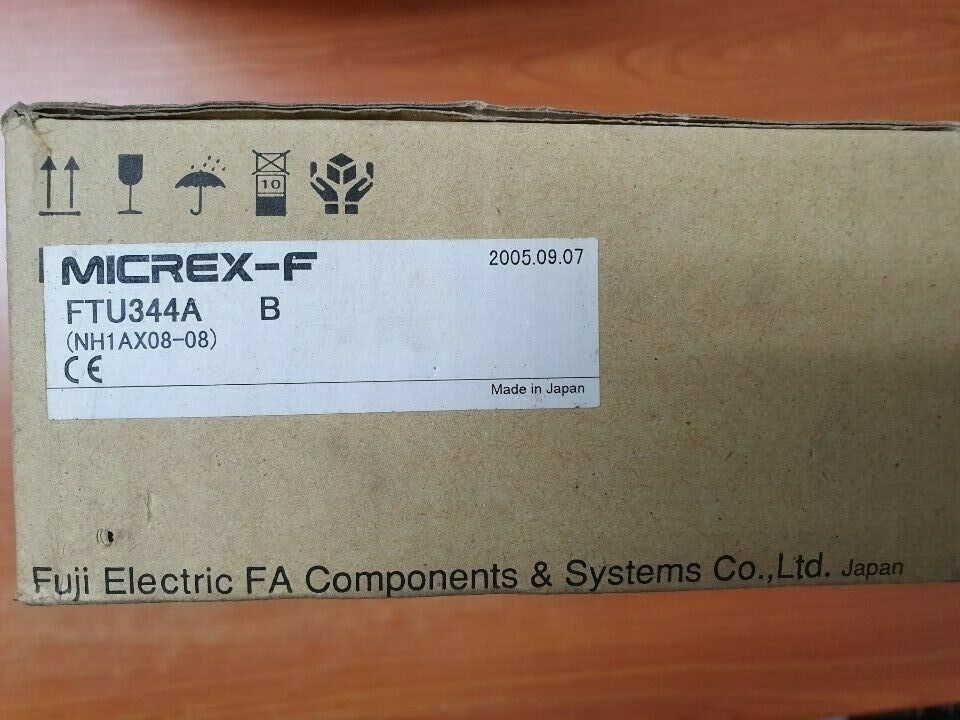 10
MICREX-F
2005.09.07
FTU344A B
(NH1AX08-08)
CE
Made in Japan
Fuji Electric FA Components & Systems Co.,Ltd. Japan